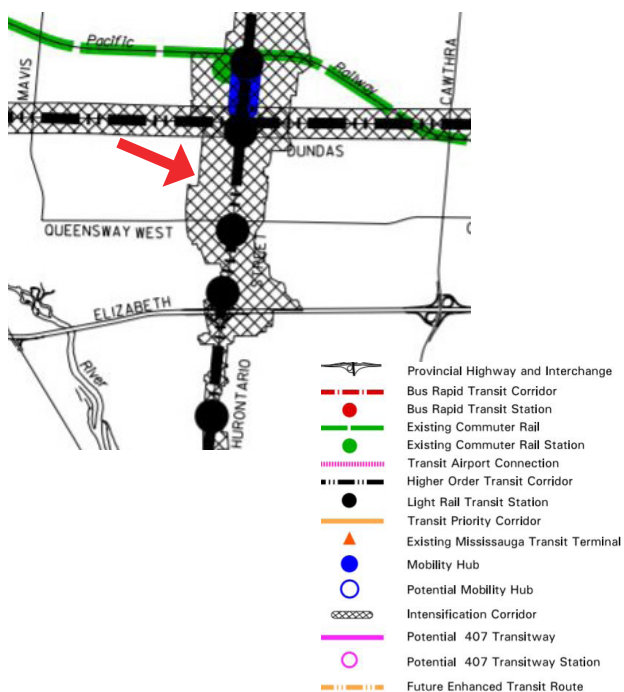 Pacific
Railway
MAVIS
CAWTHRA
DUNDAS
QUEENSWAY WEST
STREET
ELIZABETH
River
HURONTARIO
Provincial Highway and Interchange
Bus Rapid Transit Corridor
Bus Rapid Transit Station
Existing Commuter Rail
Existing Commuter Rail Station
Transit Airport Connection
Higher Order Transit Corridor
Light Rail Transit Station
Transit Priority Corridor
Existing Mississauga Transit Terminal
Mobility Hub
Potential Mobility Hub
Intensification Corridor
Potential 407 Transitway
Potential 407 Transitway Station
Future Enhanced Transit Route